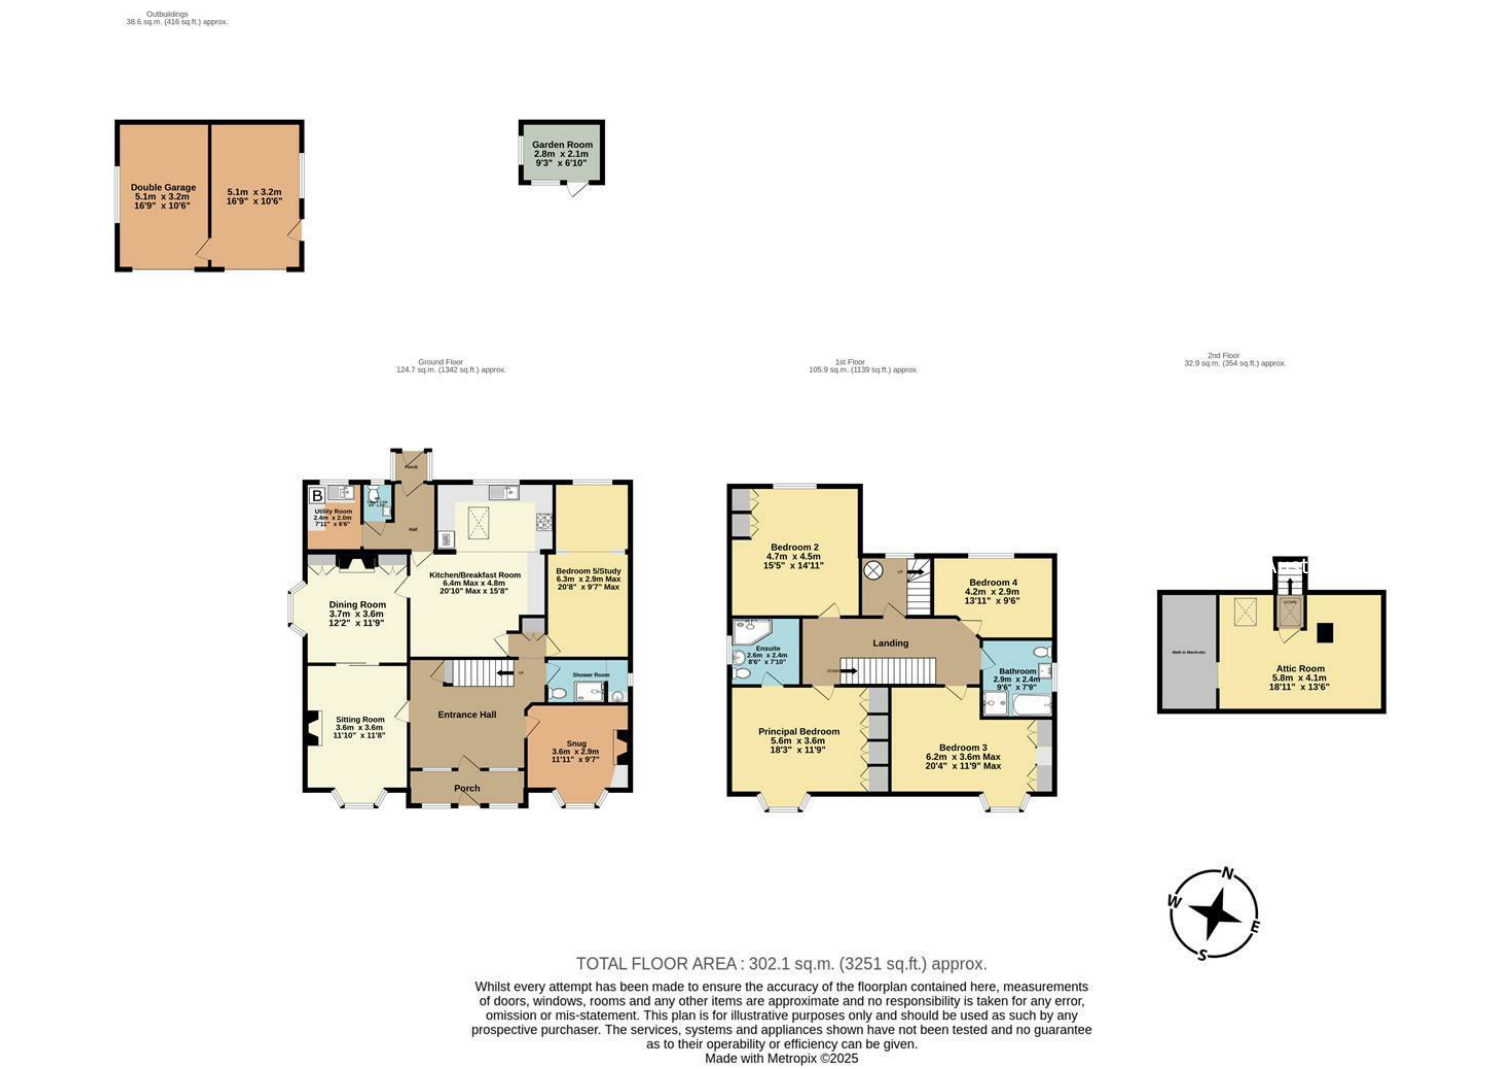 Outbuildings
38.6 sq.m. (416 sq.ft.) approx.
Double Garage
5.1m x 3.2m
16'9" x 10'6"
5.1m x 3.2m
16'9" x 10'6"
Garden Room
2.8m x 2.1m
9'3" x 6'10"
Ground Floor
124.7 sq.m. (1342 sq.ft.) approx.
Porch
B
Utility Room
2.4m x 2.0m
7'11" x 6'6"
Hall
Kitchen/Breakfast Room
6.4m Max x 4.8m
20'10" Max x 15'8"
Bedroom 5/Study
6.3m x 2.9m Max
20'8" x 9'7" Max
Dining Room
3.7m x 3.6m
12'2" x 11'9"
UP
Shower Room
Sitting Room
3.6m x 3.6m
11'10" x 11'8"
Entrance Hall
Snug
3.6m x 2.9m
11'11" x 9'7"
Porch
1st Floor
105.9 sq.m. (1139 sq.ft.) approx.
Bedroom 2
4.7m x 4.5m
15'5" x 14'11"
UP
Bedroom 4
4.2m x 2.9m
13'11" x 9'6"
Ensuite
2.6m x 2.4m
8'6" x 7'10"
Landing
DOWN
Bathroom
2.9m x 2.4m
9'6" x 7'9"
Principal Bedroom
5.6m x 3.6m
18'3" x 11'9"
Bedroom 3
6.2m x 3.6m Max
20'4" x 11'9" Max
2nd Floor
32.9 sq.m. (354 sq.ft.) approx.
DOWN
Walk in Wardrobe
Attic Room
5.8m x 4.1m
18'11" x 13'6"
N
W
E
S
TOTAL FLOOR AREA : 302.1 sq.m. (3251 sq.ft.) approx.
Whilst every attempt has been made to ensure the accuracy of the floorplan contained here, measurements
of doors, windows, rooms and any other items are approximate and no responsibility is taken for any error,
omission or mis-statement. This plan is for illustrative purposes only and should be used as such by any
prospective purchaser. The services, systems and appliances shown have not been tested and no guarantee
as to their operability or efficiency can be given.
Made with Metropix ©2025